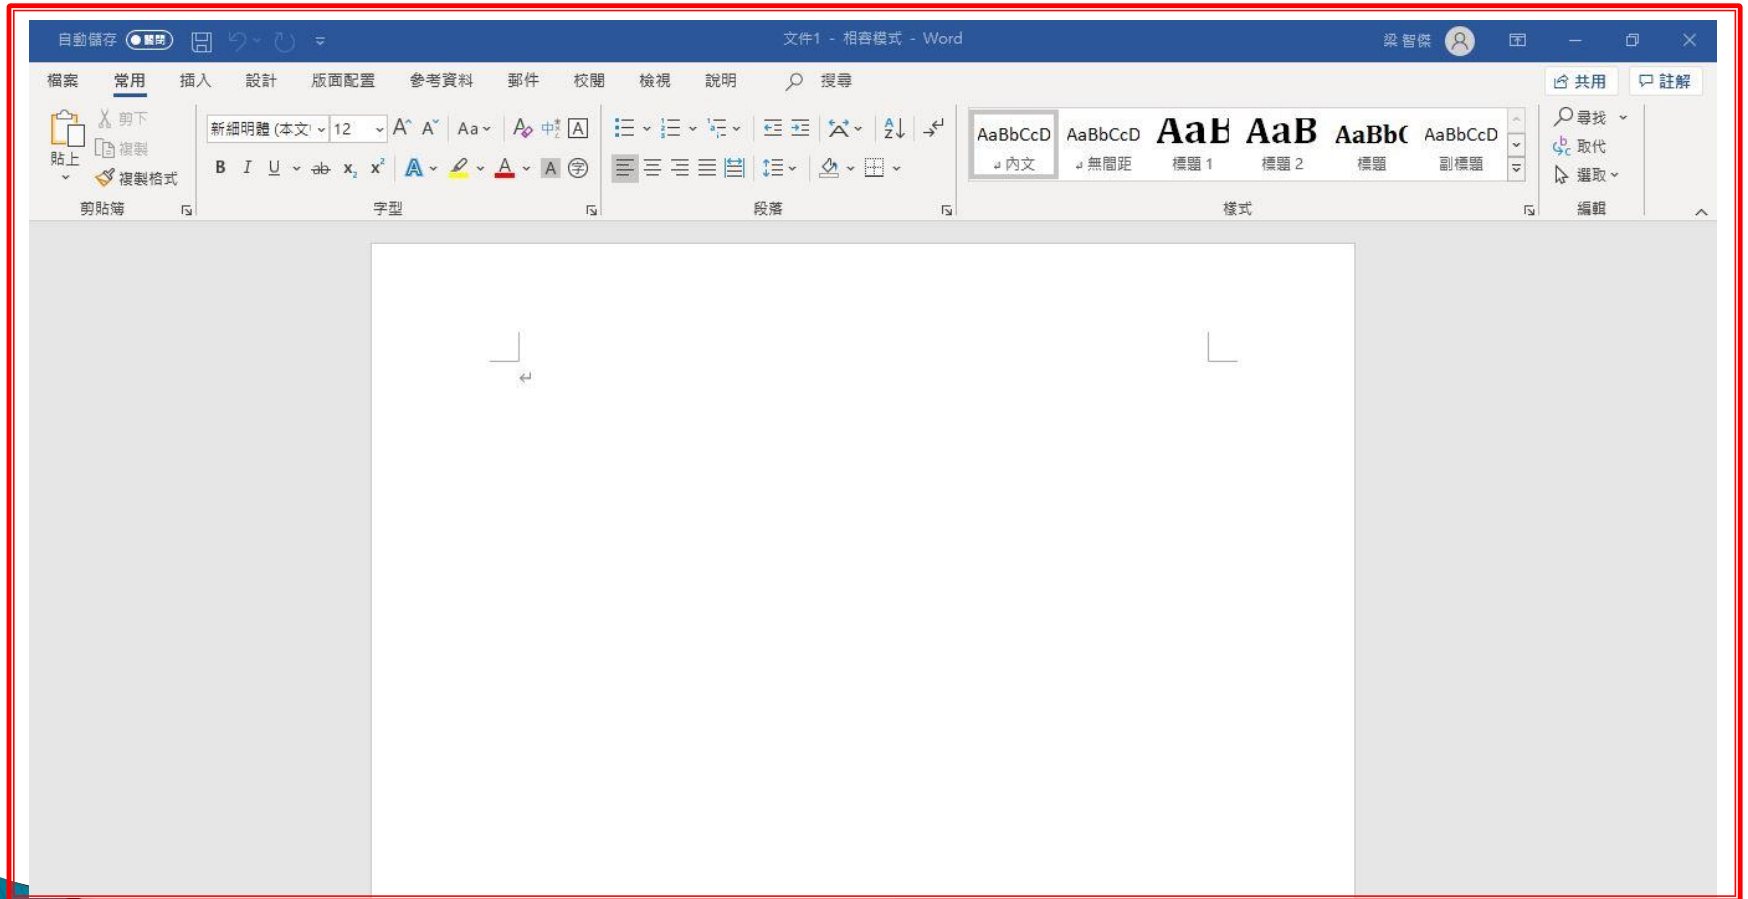 自動儲存 關閉 文件1 - 相容模式 - Word 梁 智傑
檔案 常用 插入 設計 版面配置 參考資料 郵件 校閱 檢視 說明 搜尋 共用 註解
貼上 剪下 複製 複製格式
新細明體 (本文 12 A A Aa A 中 A
B I U ab x₂ x² A A A 字
AaBbCcD AaBbCcD AaB AaB AaBb( AaBbCcD
內文 無間距 標題 1 標題 2 標題 副標題
尋找
取代
選取
剪貼簿 字型 段落 樣式 編輯